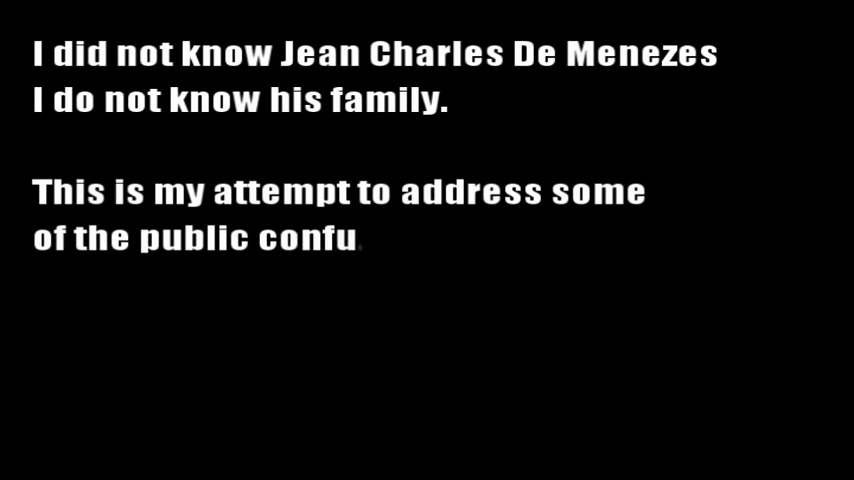 I did not know Jean Charles De Menezes
I do not know his family.
This is my attempt to address some
of the public confu